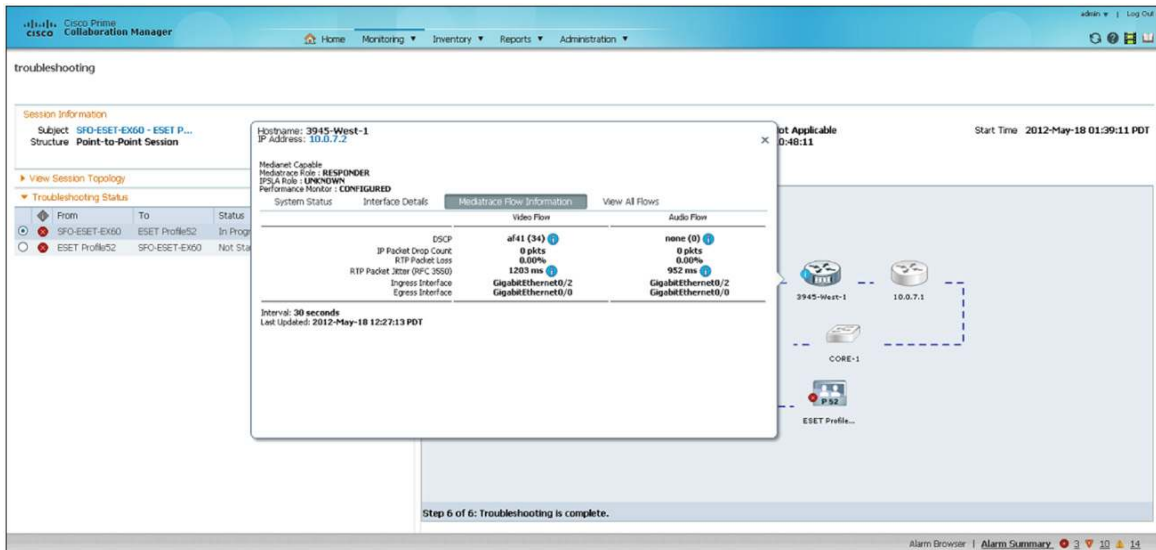 admin | Log Out
CISCO Cisco Prime
Collaboration Manager
Home Monitoring Inventory Reports Administration
troubleshooting
Session Information
Subject SFO-ESET-EX60 - ESET P...
Structure Point-to-Point Session
ot Applicable
0:48:11
Start Time 2012-May-18 01:39:11 PDT
View Session Topology
Troubleshooting Status
From To Status
SFO-ESET-EX60 ESET Profile52 In Progr
ESET Profile52 SFO-ESET-EX60 Not Sta
Hostname: 3945-West-1
IP Address: 10.0.7.2
Medianet Capable
Mediatrace Role : RESPONDER
IPSLA Role : UNKNOWN
Performance Monitor : CONFIGURED
System Status Interface Details Mediatrace Flow Information View All Flows
Video Flow Audio Flow
DSCP af41 (34) none (0)
IP Packet Drop Count 0 pkts 0 pkts
RTP Packet Loss 0.00% 0.00%
RTP Packet Jitter (RFC 3550) 1203 ms 952 ms
Ingress Interface GigabitEthernet0/2 GigabitEthernet0/2
Egress Interface GigabitEthernet0/0 GigabitEthernet0/0
Interval: 30 seconds
Last Updated: 2012-May-18 12:27:13 PDT
3945-West-1 10.0.7.1
CORE-1
P 52
ESET Profile...
Step 6 of 6: Troubleshooting is complete.
Alarm Browser | Alarm Summary 3 10 14